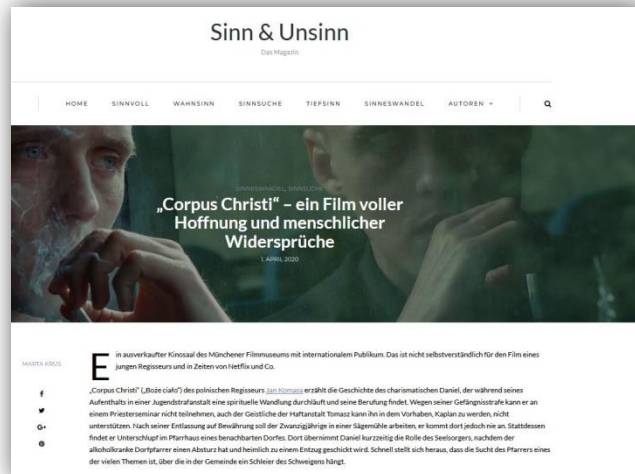 Sinn & Unsinn
Das Magazin
HOME SINNVOLL WAHNSINN SINNSUCHE TIEFSINN SINNESWANDEL AUTOREN
SINNESWANDEL, SINNSUCHE
„Corpus Christi“ – ein Film voller
Hoffnung und menschlicher
Widersprüche
1. APRIL 2020
MARTA KRUS
Ein ausverkaufter Kinosaal des Münchener Filmmuseums mit internationalem Publikum. Das ist nicht selbstverständlich für den Film eines
jungen Regisseurs und in Zeiten von Netflix und Co.
„Corpus Christi“ („Boże ciało“) des polnischen Regisseurs Jan Komasa erzählt die Geschichte des charismatischen Daniel, der während seines
Aufenthalts in einer Jugendstrafanstalt eine spirituelle Wandlung durchläuft und seine Berufung findet. Wegen seiner Gefängnisstrafe kann er an
einem Priesterseminar nicht teilnehmen, auch der Geistliche der Haftanstalt Tomasz kann ihn in dem Vorhaben, Kaplan zu werden, nicht
unterstützen. Nach seiner Entlassung auf Bewährung soll der Zwanzigjährige in einer Sägemühle arbeiten, er kommt dort jedoch nie an. Stattdessen
findet er Unterschlupf im Pfarrhaus eines benachbarten Dorfes. Dort übernimmt Daniel kurzzeitig die Rolle des Seelsorgers, nachdem der
alkoholkranke Dorfpfarrer einen Absturz hat und heimlich zu einem Entzug geschickt wird. Schnell stellt sich heraus, dass die Sucht des Pfarrers eines
der vielen Themen ist, über die in der Gemeinde ein Schleier des Schweigens hängt.